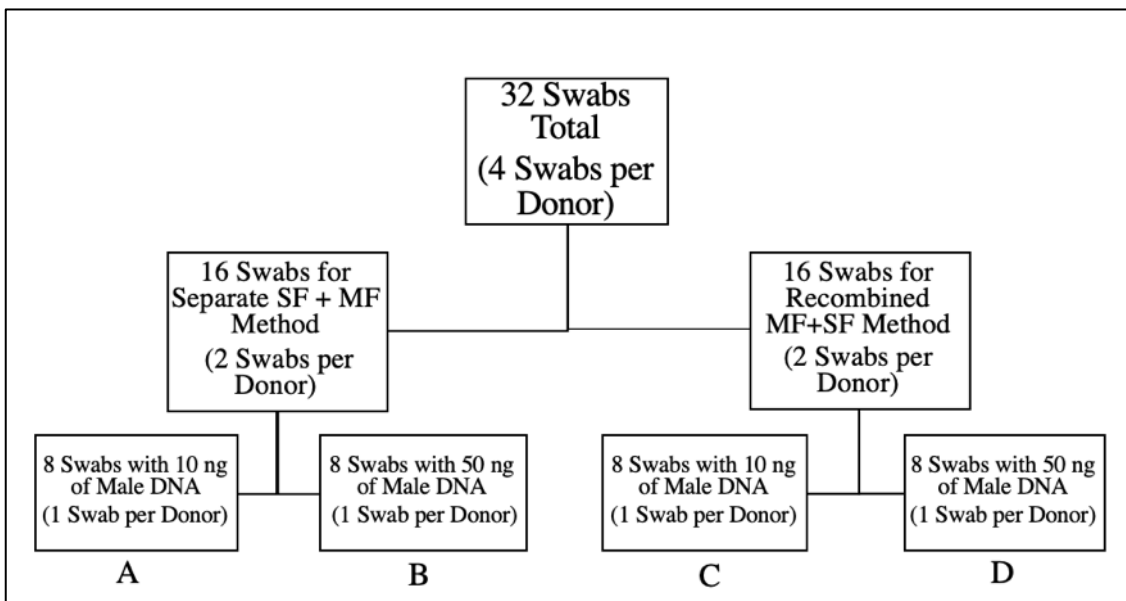 32 Swabs
Total
(4 Swabs per
Donor)
16 Swabs for
Separate SF + MF
Method
(2 Swabs per
Donor)
16 Swabs for
Recombined
MF+SF Method
(2 Swabs per
Donor)
8 Swabs with 10 ng
of Male DNA
(1 Swab per Donor)
8 Swabs with 50 ng
of Male DNA
(1 Swab per Donor)
8 Swabs with 10 ng
of Male DNA
(1 Swab per Donor)
8 Swabs with 50 ng
of Male DNA
(1 Swab per Donor)
A
B
C
D